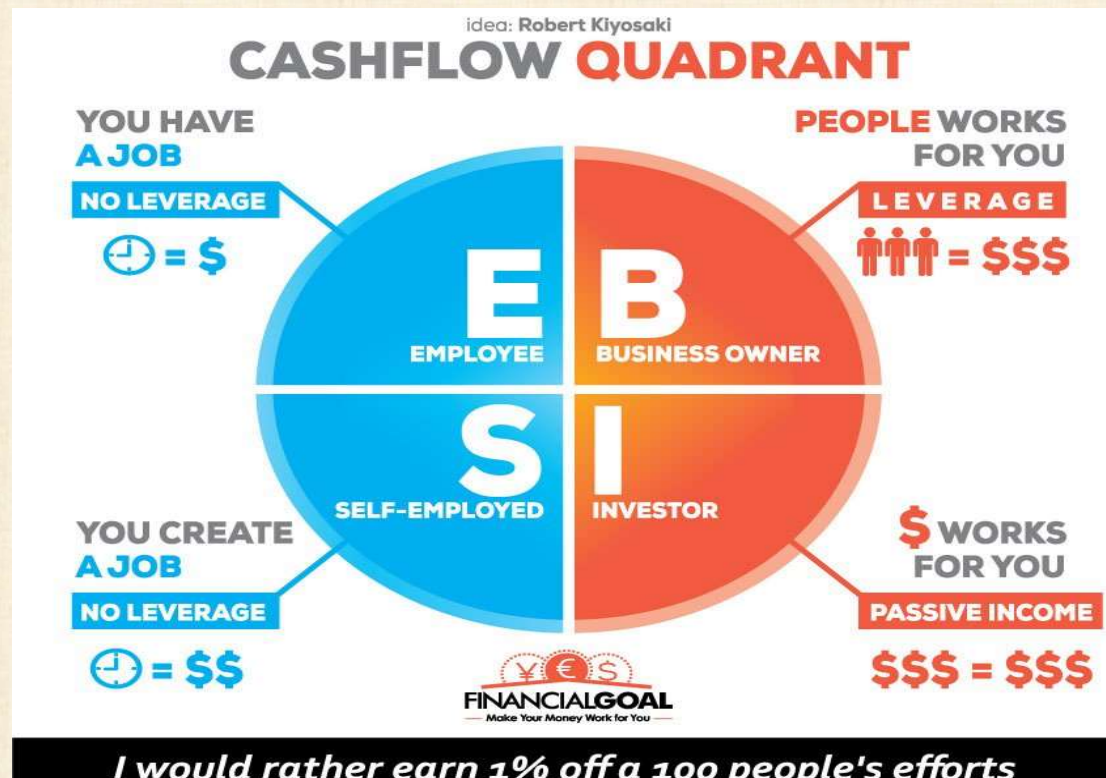 idea: Robert Kiyosaki
CASHFLOW QUADRANT
YOU HAVE
A JOB
NO LEVERAGE
= $
PEOPLE WORKS
FOR YOU
LEVERAGE
= $$$
E
EMPLOYEE
B
BUSINESS OWNER
S
SELF-EMPLOYED
I
INVESTOR
YOU CREATE
A JOB
NO LEVERAGE
= $$
$ WORKS
FOR YOU
PASSIVE INCOME
$$$ = $$$
¥ € $
FINANCIALGOAL
Make Your Money Work for You
I would rather earn 1% off a 100 people's efforts